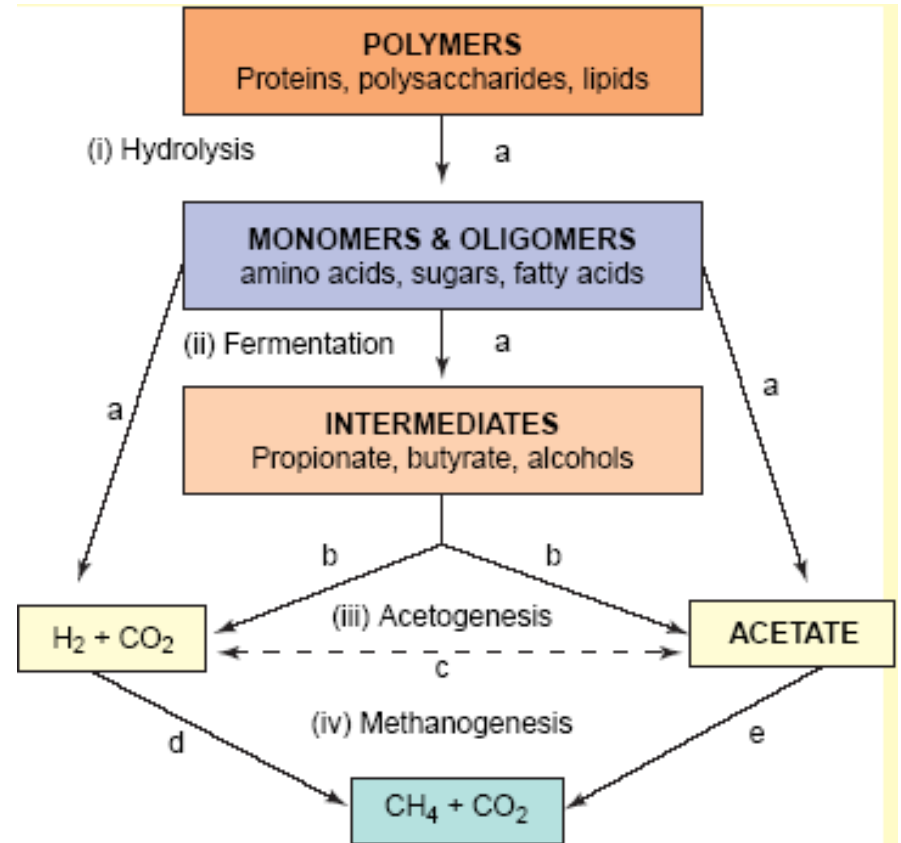 POLYMERS
Proteins, polysaccharides, lipids
(i) Hydrolysis
a
MONOMERS & OLIGOMERS
amino acids, sugars, fatty acids
(ii) Fermentation
a
a
a
INTERMEDIATES
Propionate, butyrate, alcohols
b
b
(iii) Acetogenesis
H₂ + CO₂
ACETATE
c
(iv) Methanogenesis
d
e
CH₄ + CO₂